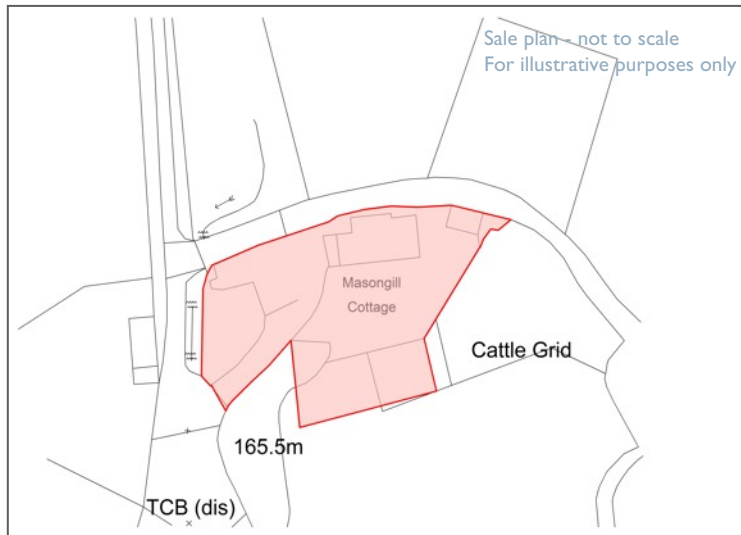 Sale plan - not to scale
For illustrative purposes only
Masongill
Cottage
Cattle Grid
165.5m
TCB (dis)